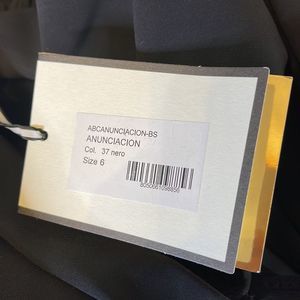 ABCANUNCIACION-BS
ANUNCIACION
Col. 37 nero
Size 6